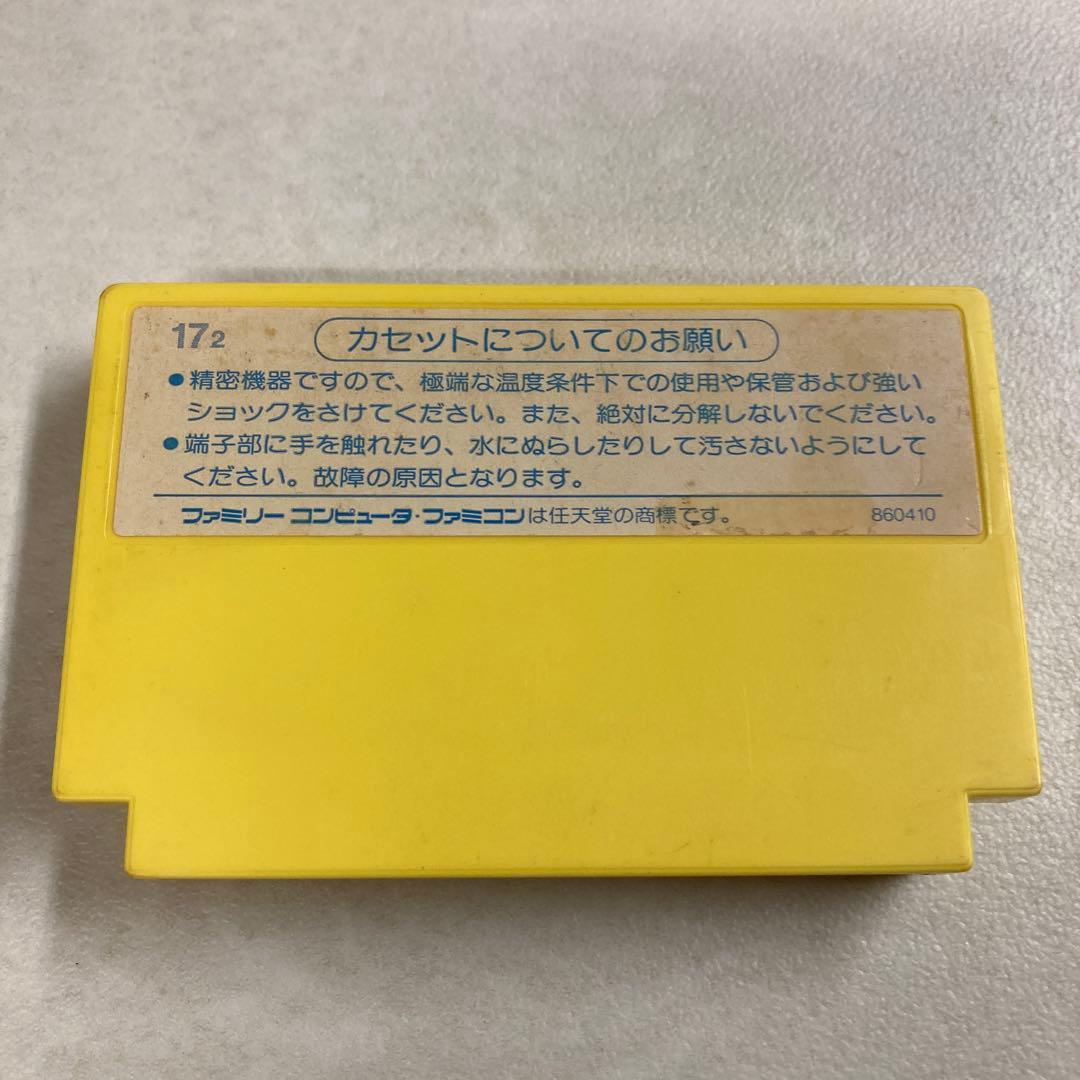 172
カセットについてのお願い
●精密機器ですので、極端な温度条件下での使用や保管および強い
ショックをさけてください。また、絶対に分解しないでください。
●端子部に手を触れたり、水にぬらしたりして汚さないようにして
ください。故障の原因となります。
ファミリーコンピュータ・ファミコンは任天堂の商標です。 860410